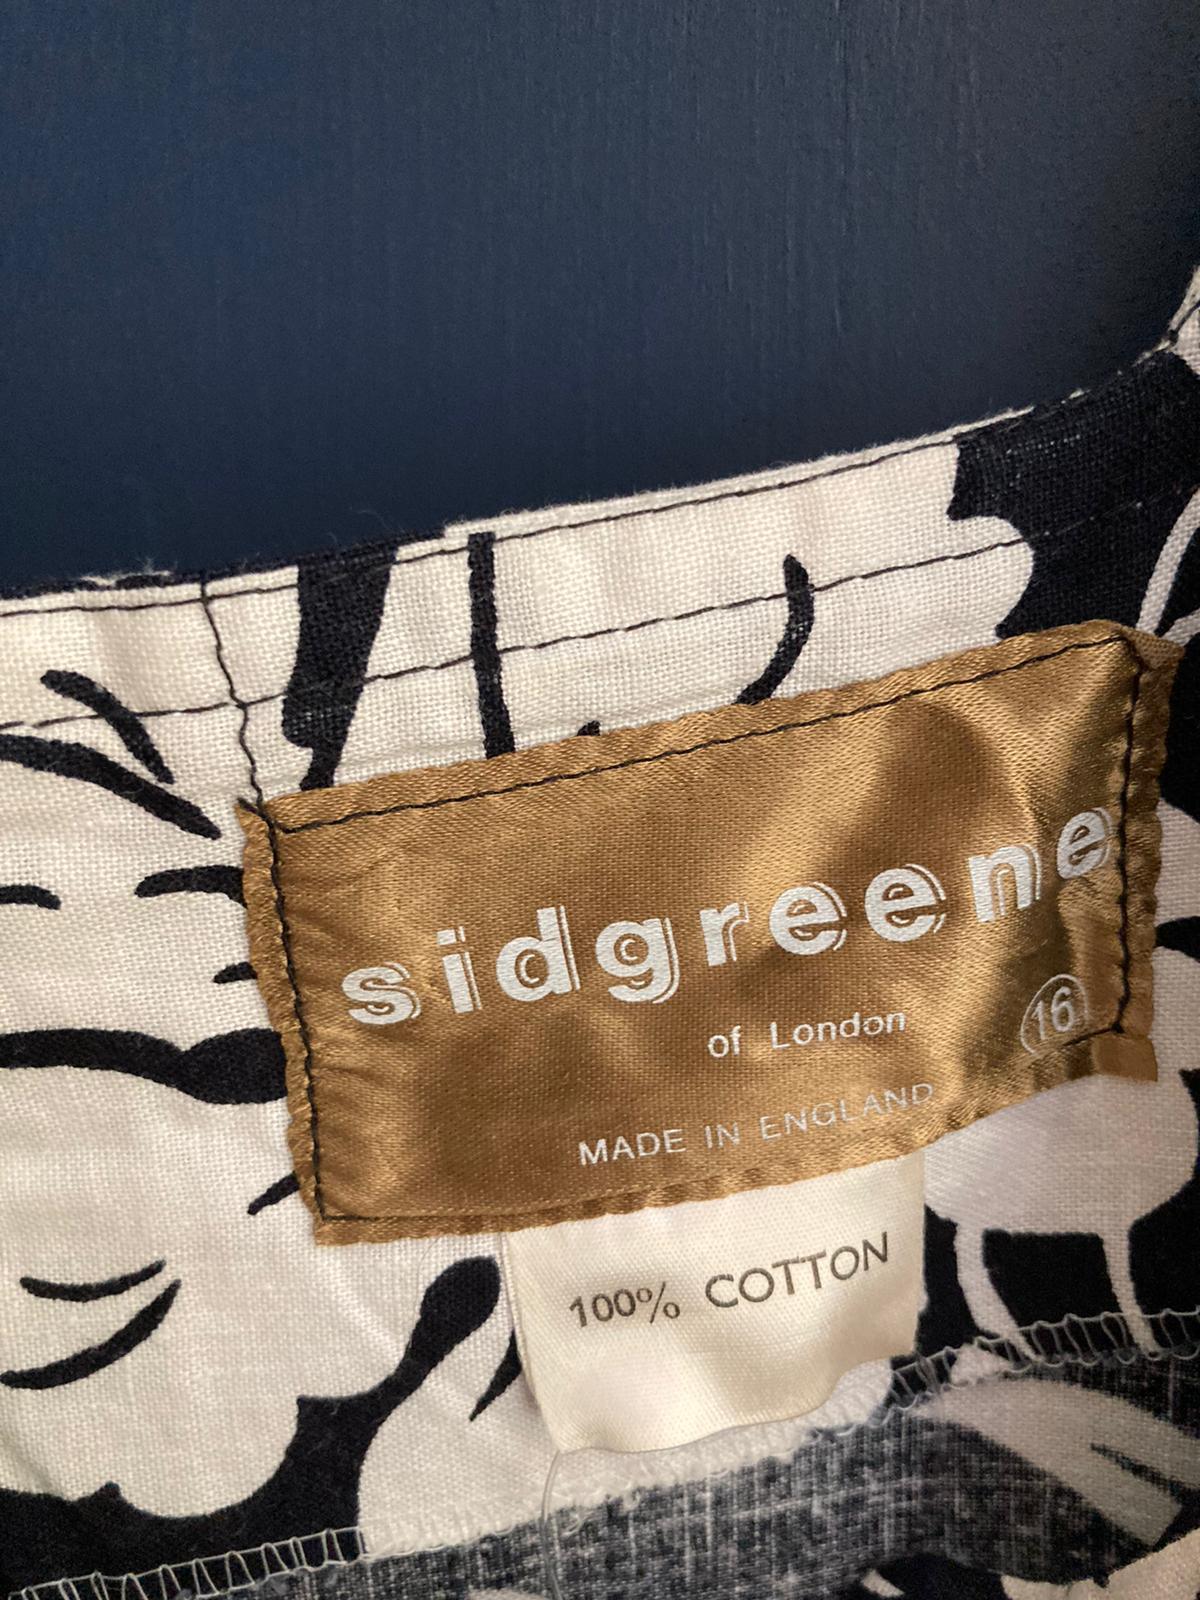 sidgreene
of London
16
MADE IN ENGLAND
100% COTTON